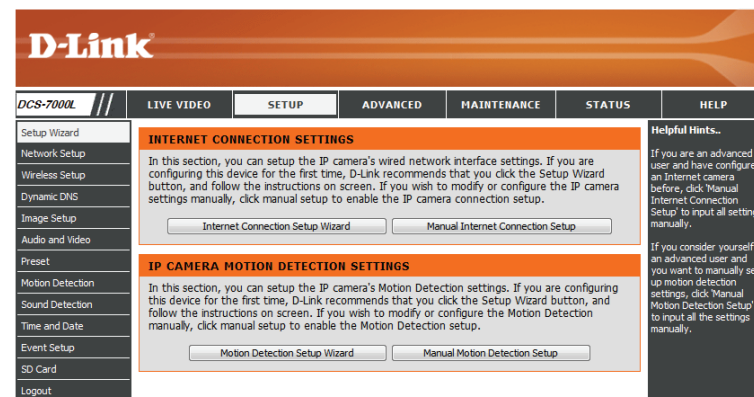 D-Link
DCS-7000L // LIVE VIDEO SETUP ADVANCED MAINTENANCE STATUS HELP
Setup Wizard
Network Setup
Wireless Setup
Dynamic DNS
Image Setup
Audio and Video
Preset
Motion Detection
Sound Detection
Time and Date
Event Setup
SD Card
Logout
INTERNET CONNECTION SETTINGS
In this section, you can setup the IP camera's wired network interface settings. If you are
configuring this device for the first time, D-Link recommends that you click the Setup Wizard
button, and follow the instructions on screen. If you wish to modify or configure the IP camera
settings manually, click manual setup to enable the IP camera connection setup.
Internet Connection Setup Wizard Manual Internet Connection Setup
IP CAMERA MOTION DETECTION SETTINGS
In this section, you can setup the IP camera's Motion Detection settings. If you are configuring
this device for the first time, D-Link recommends that you click the Setup Wizard button, and
follow the instructions on screen. If you wish to modify or configure the Motion Detection
manually, click manual setup to enable the Motion Detection setup.
Motion Detection Setup Wizard Manual Motion Detection Setup
Helpful Hints..
If you are an advanced
user and have configure
an Internet camera
before, click 'Manual
Internet Connection
Setup' to input all setting
manually.
If you consider yourself
an advanced user and
you want to manually se
up motion detection
settings, click 'Manual
Motion Detection Setup'
to input all the settings
manually.